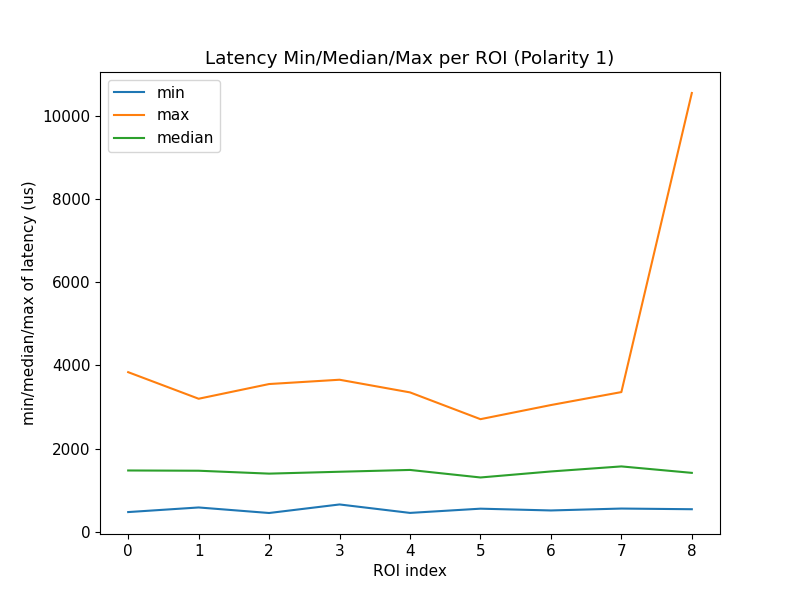 Latency Min/Median/Max per ROI (Polarity 1)
min
max
median
10000
8000
6000
4000
2000
0
min/median/max of latency (us)
0 1 2 3 4 5 6 7 8
ROI index